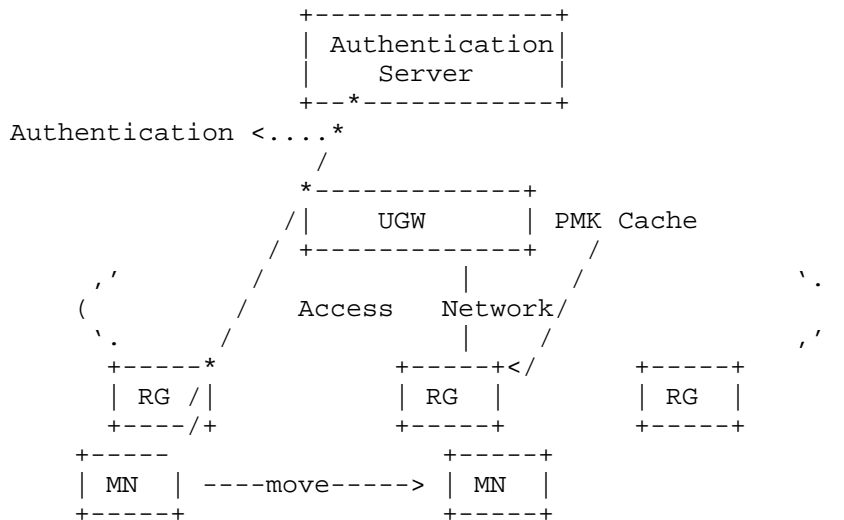 Authentication
Server
Authentication
UGW PMK Cache
Access Network
RG RG RG
MN ----move-----> MN